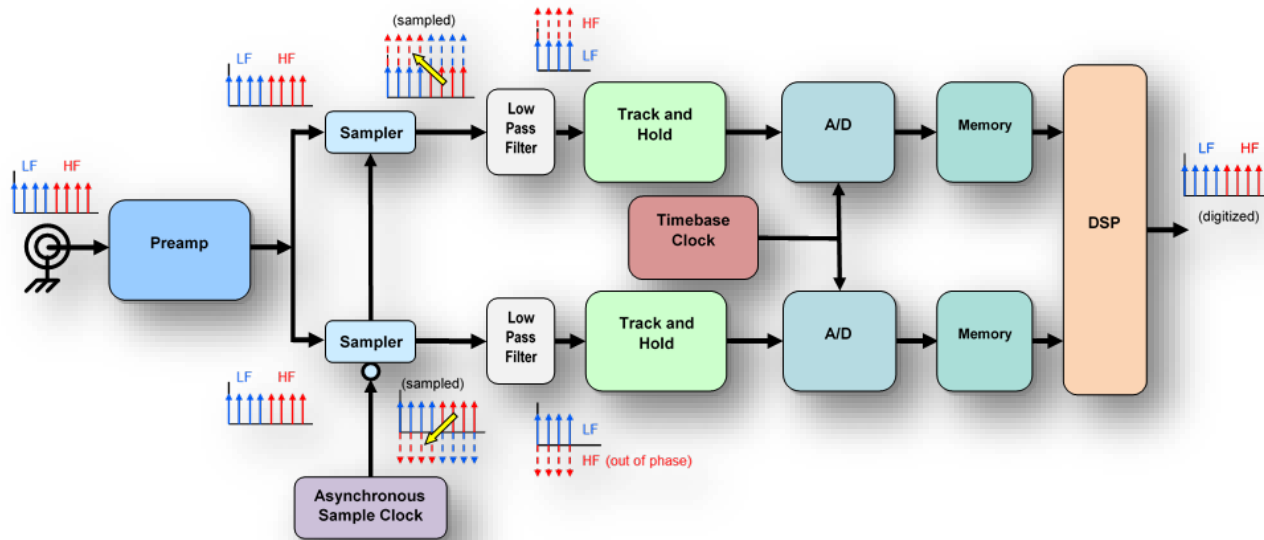 (sampled)
HF
LF
LF HF
Low
Pass
Filter
Track and
Hold
A/D
Memory
Sampler
LF HF
LF HF
(digitized)
Preamp
Timebase
Clock
DSP
Sampler
Low
Pass
Filter
Track and
Hold
A/D
Memory
LF HF
(sampled)
LF
HF (out of phase)
Asynchronous
Sample Clock